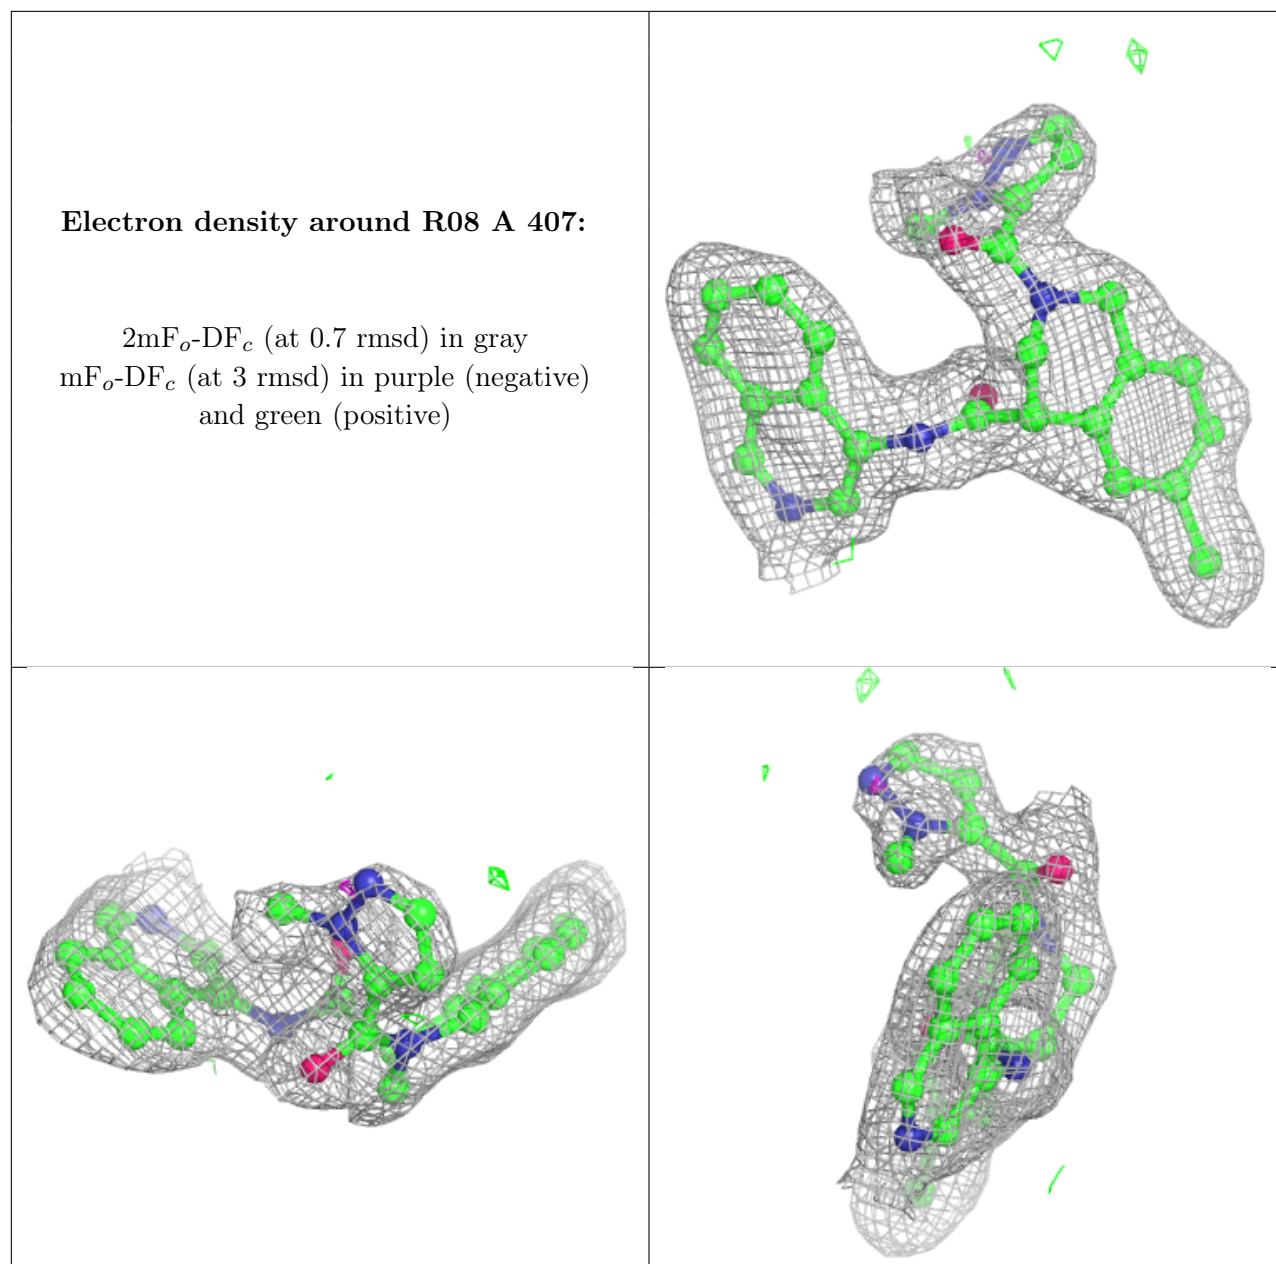 Electron density around R08 A 407:
2mFₒ-DF𝑐 (at 0.7 rmsd) in gray
mFₒ-DF𝑐 (at 3 rmsd) in purple (negative)
and green (positive)